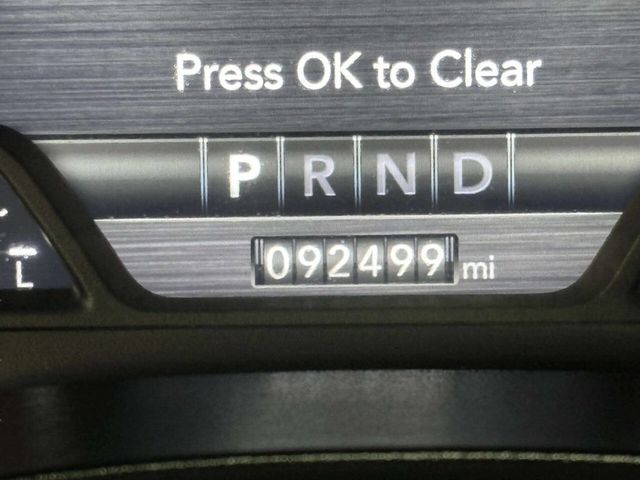 Press OK to Clear
P R N D
092499 mi
L